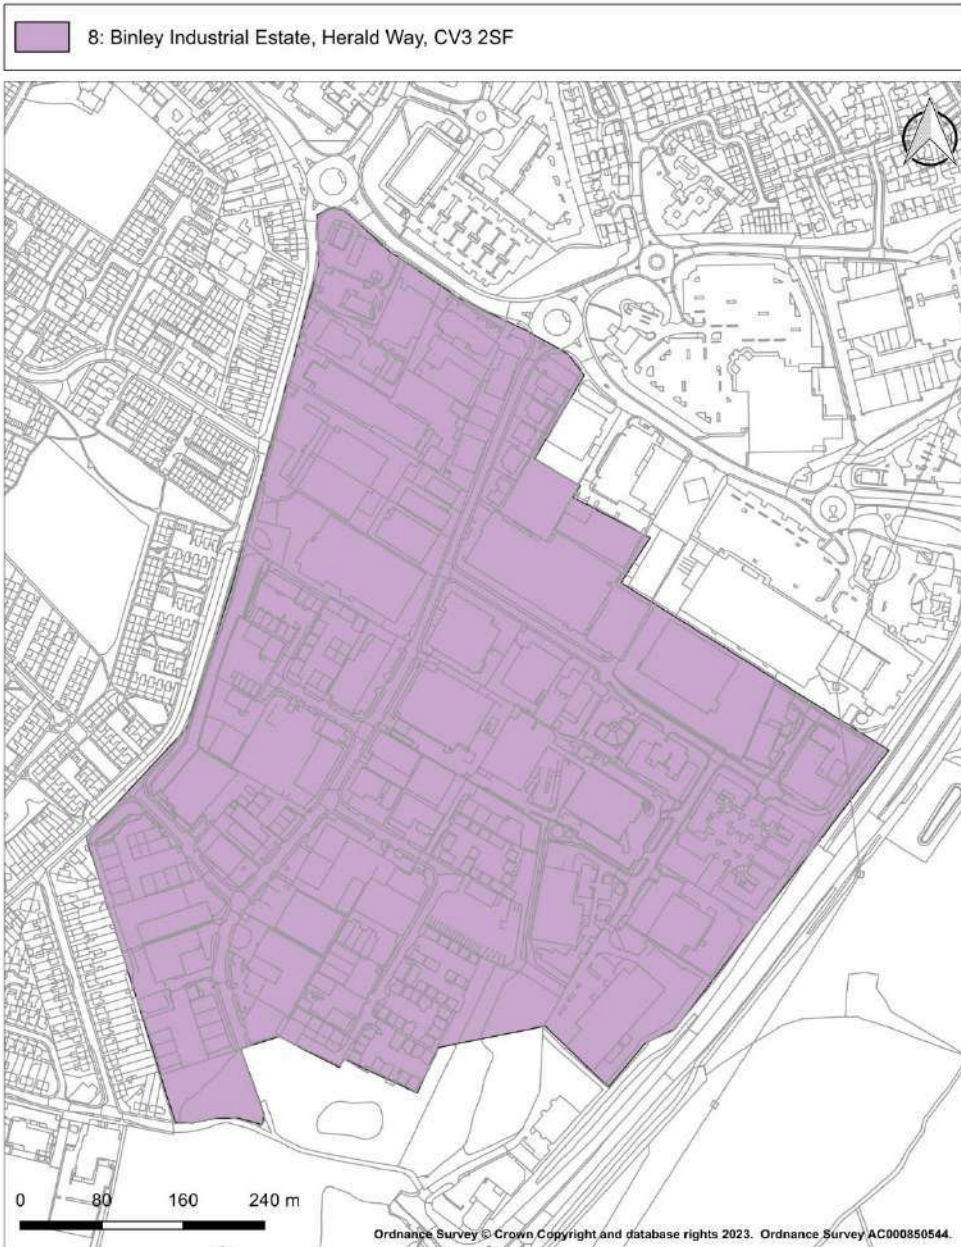 8: Binley Industrial Estate, Herald Way, CV3 2SF
0 80 160 240 m
Ordnance Survey © Crown Copyright and database rights 2023. Ordnance Survey AC000850544.